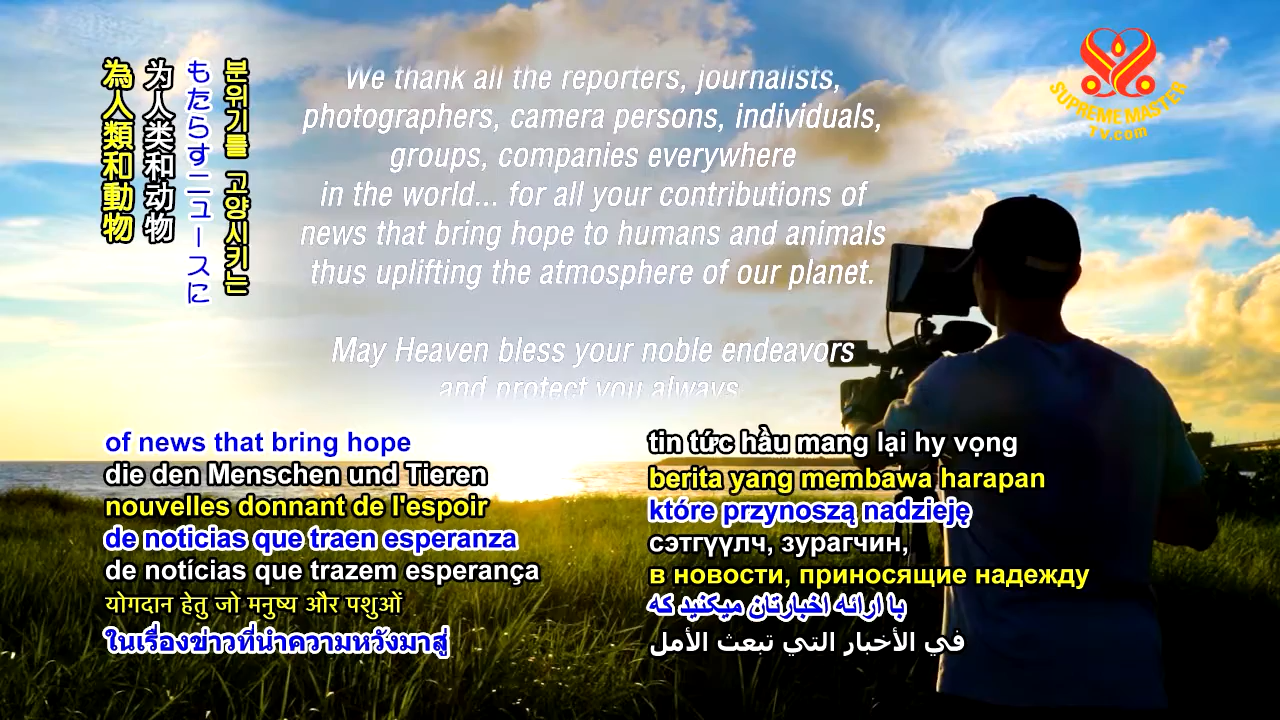 為人類和動物
为人类和动物
もたらすニュースに
분위기를 고양시키는
We thank all the reporters, journalists,
photographers, camera persons, individuals,
groups, companies everywhere
in the world... for all your contributions of
news that bring hope to humans and animals
thus uplifting the atmosphere of our planet.
May Heaven bless your noble endeavors
and protect you always.
SUPREME MASTER
TV.com
of news that bring hope
die den Menschen und Tieren
nouvelles donnant de l'espoir
de noticias que traen esperanza
de notícias que trazem esperança
योगदान हेतु जो मनुष्य और पशुओं
ในเรื่องข่าวที่นำความหวังมาสู่
tin tức hầu mang lại hy vọng
berita yang membawa harapan
które przynoszą nadzieję
сэтгүүлч, зурагчин,
в новости, приносящие надежду
با ارائه اخبارتان میکنید که
في الأخبار التي تبعث الأمل